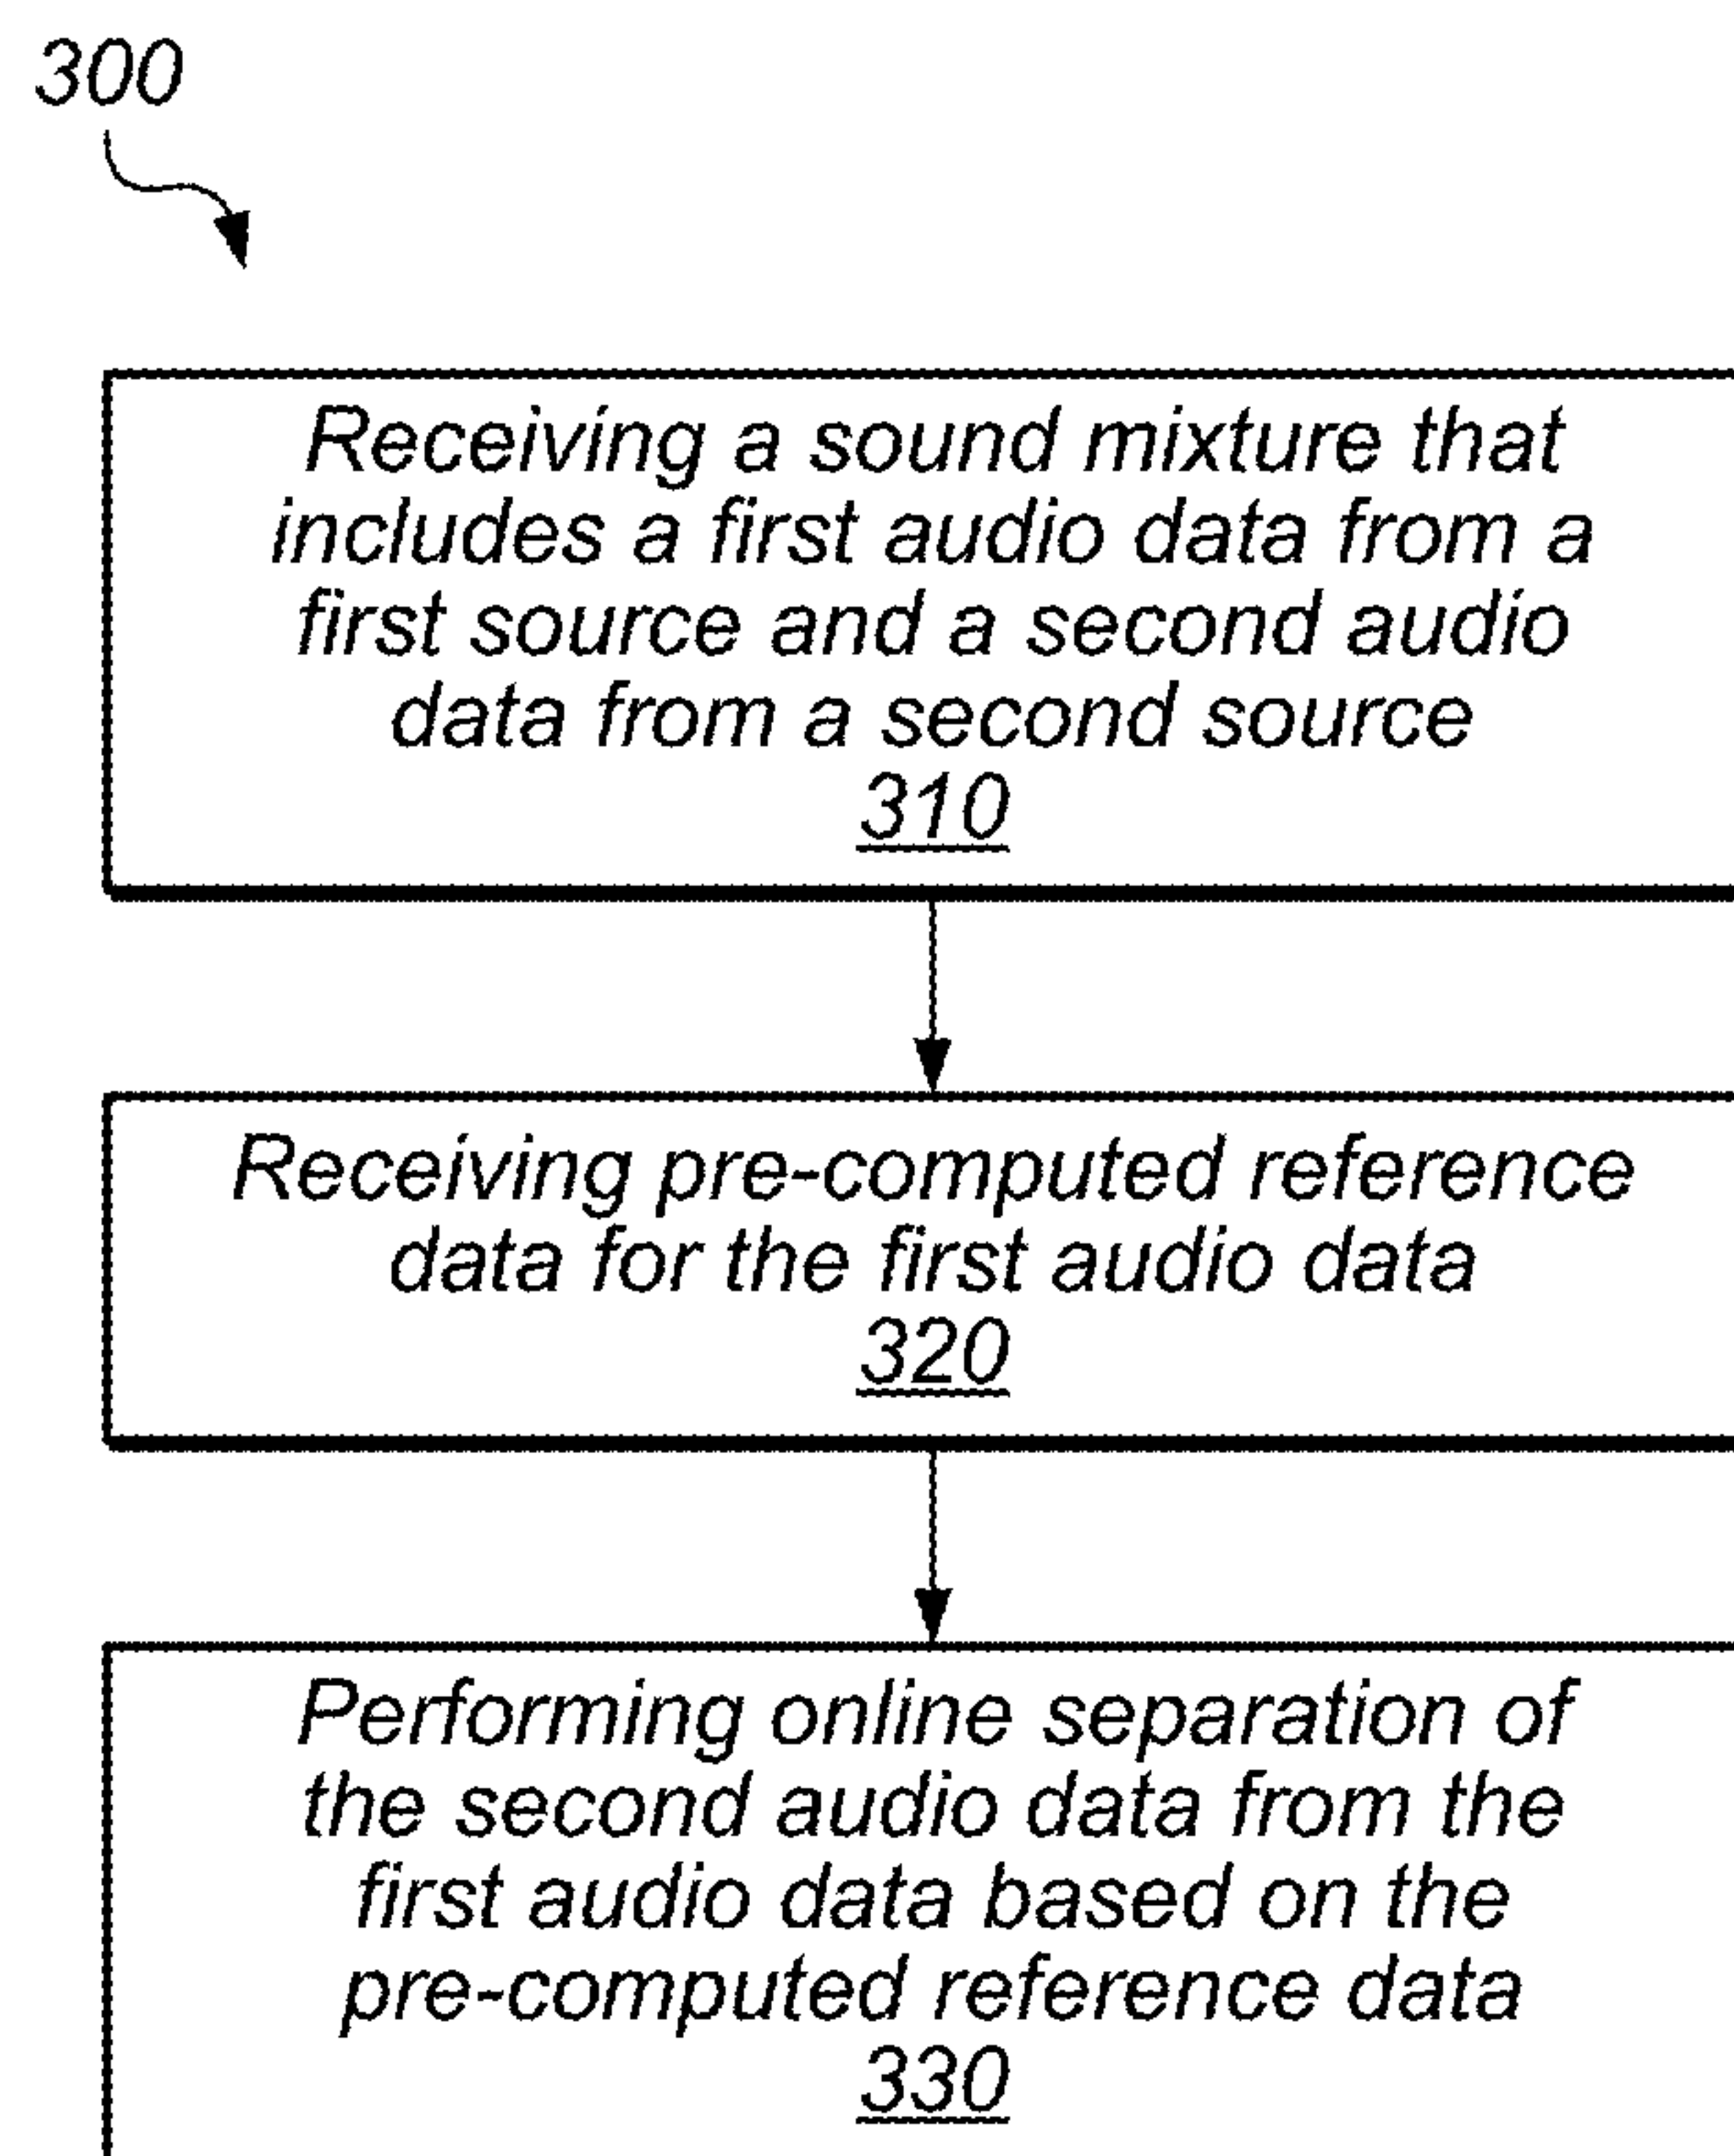 300
Receiving a sound mixture that
includes a first audio data from a
first source and a second audio
data from a second source
310
Receiving pre-computed reference
data for the first audio data
320
Performing online separation of
the second audio data from the
first audio data based on the
pre-computed reference data
330